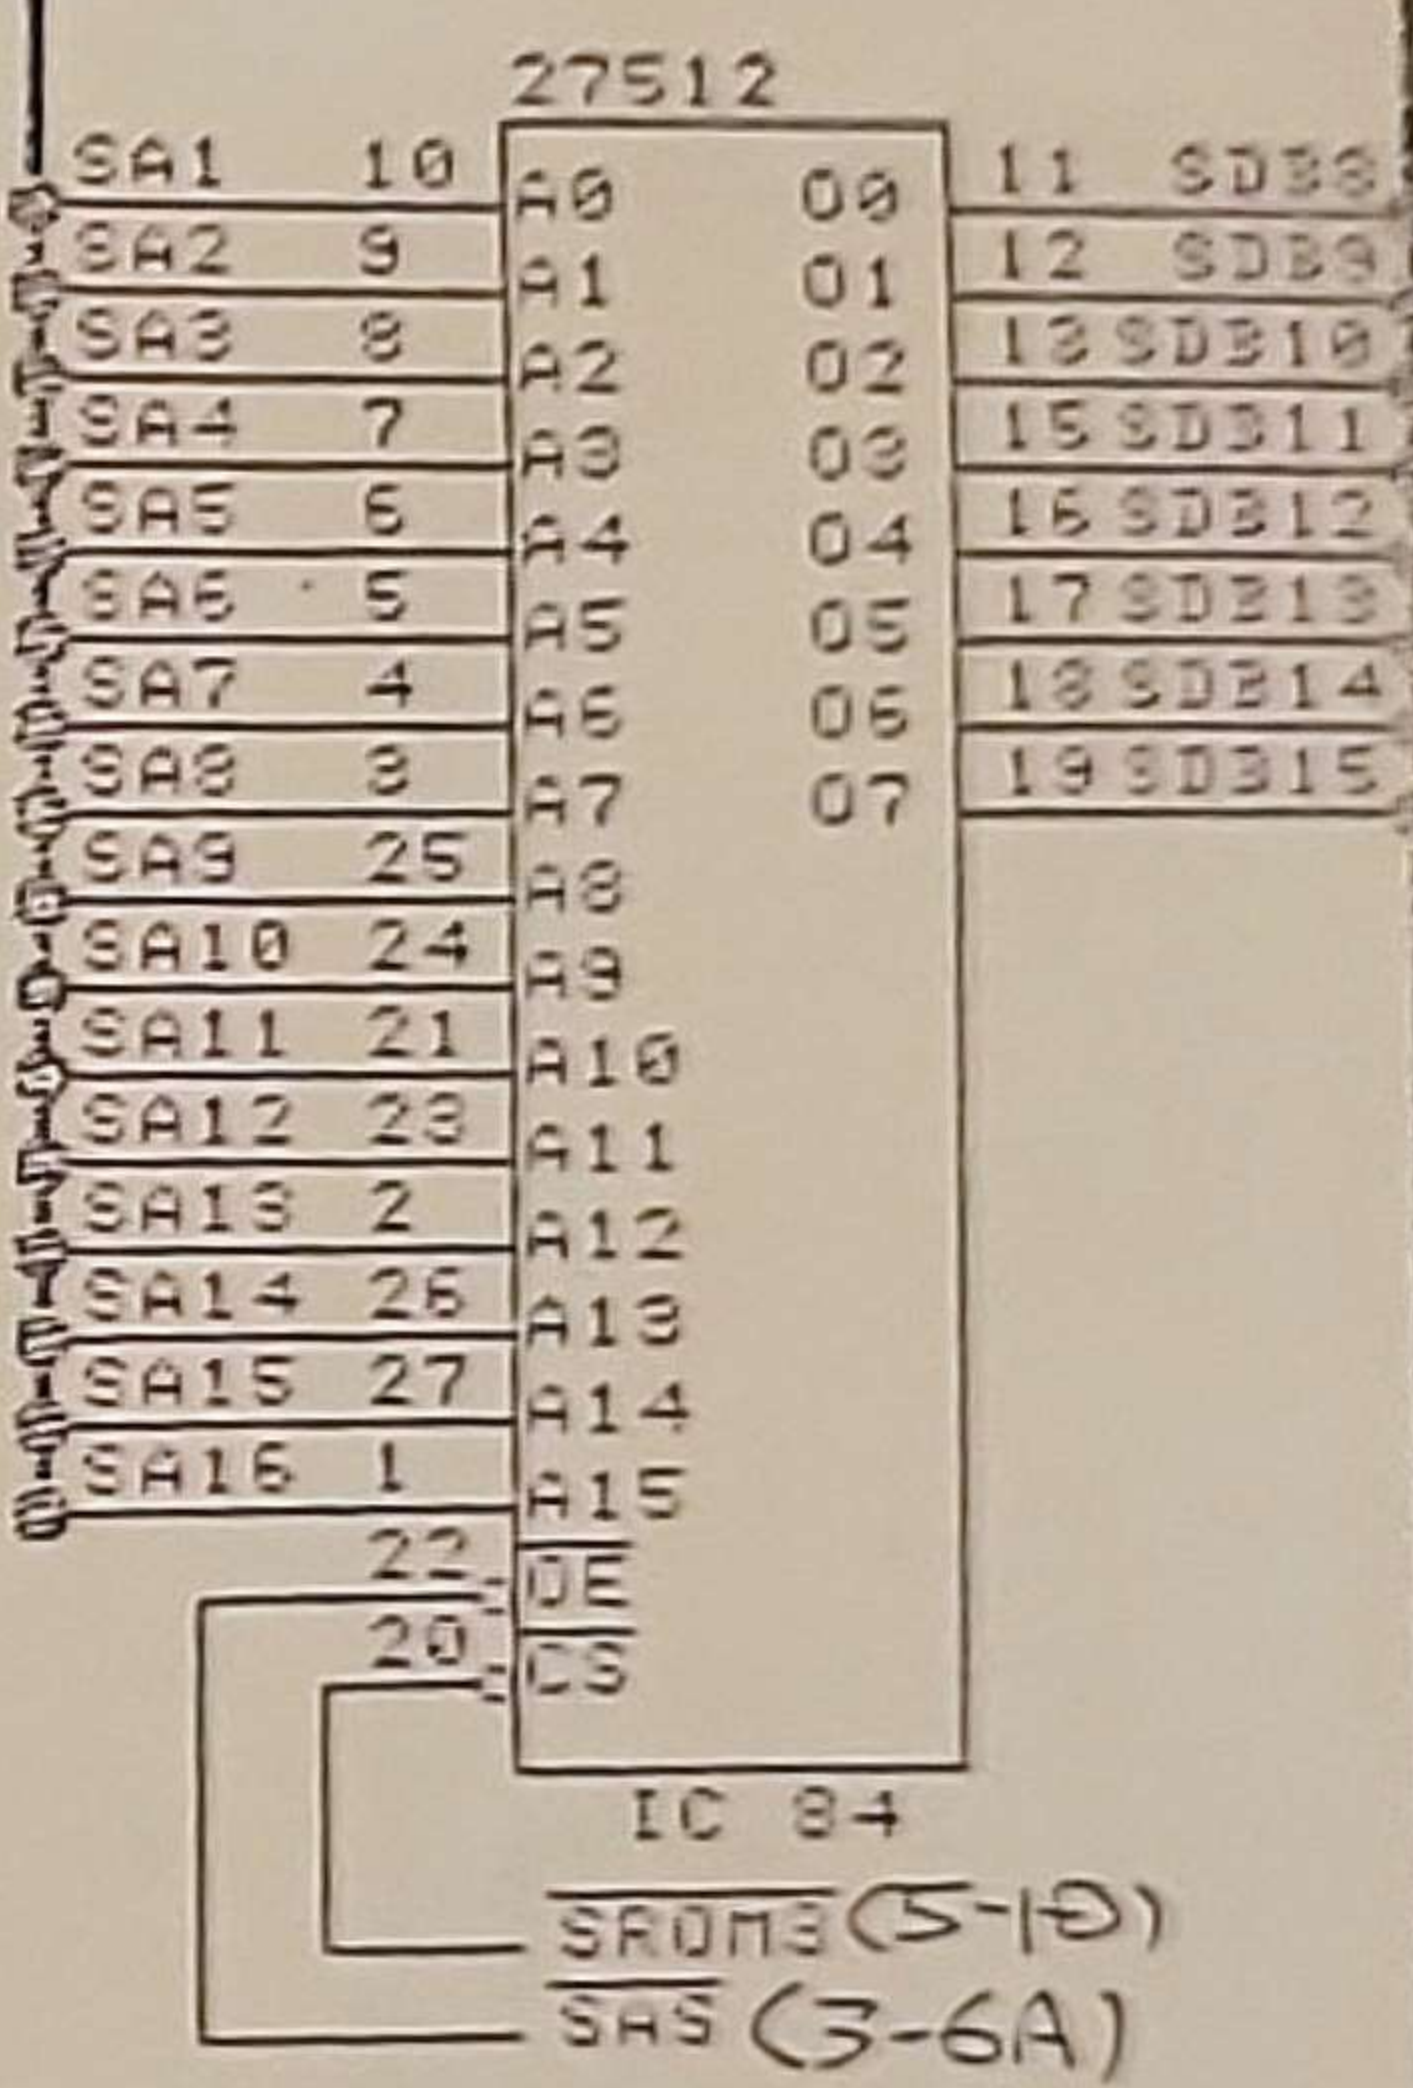 27512
SA1 10 A0 O0 11 SDB8
SA2 9 A1 O1 12 SDB9
SA3 8 A2 O2 13 SDB10
SA4 7 A3 O3 15 SDB11
SA5 6 A4 O4 16 SDB12
SA6 5 A5 O5 17 SDB13
SA7 4 A6 O6 18 SDB14
SA8 3 A7 O7 19 SDB15
SA9 25 A8
SA10 24 A9
SA11 21 A10
SA12 23 A11
SA13 2 A12
SA14 26 A13
SA15 27 A14
SA16 1 A15
22 OE
20 CS
IC 84
SROM3 (5-1D)
SAS (3-6A)